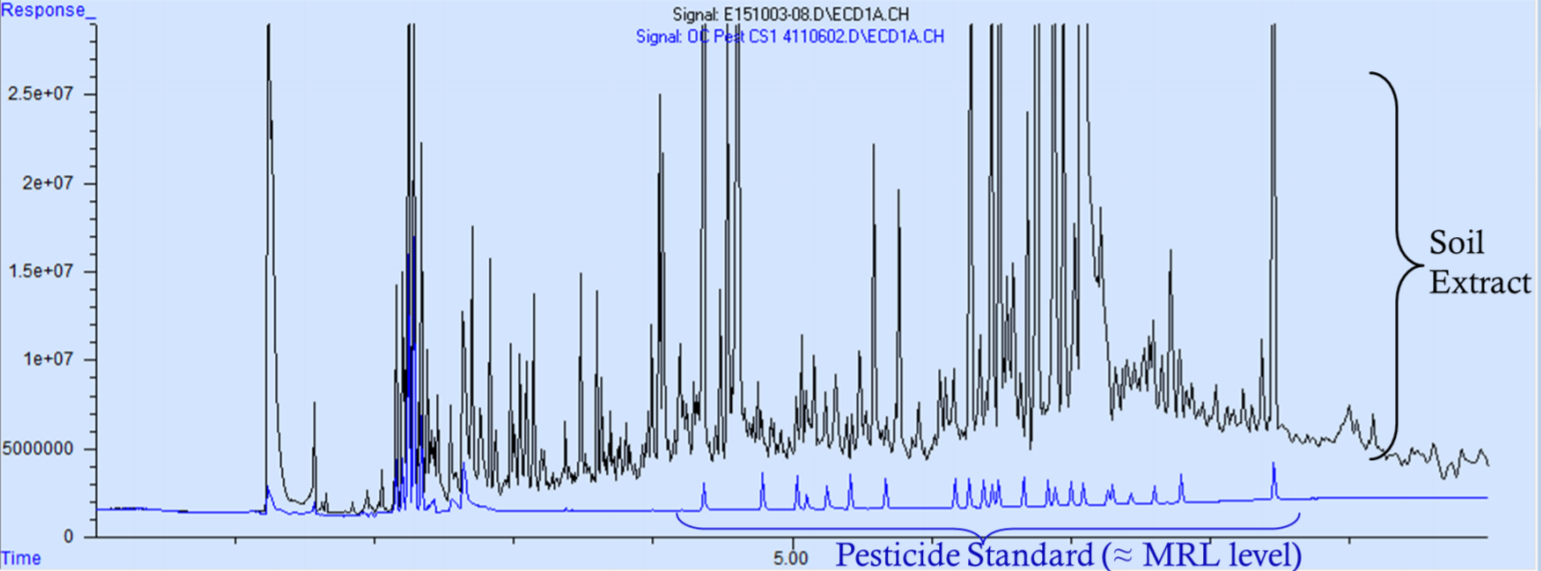 Response_
Signal: E151003-08.D\ECD1A.CH
Signal: OC Pest CS1 4110602.D\ECD1A.CH
2.5e+07
2e+07
1.5e+07
1e+07
5000000
0
Soil
Extract
Time
5.00
Pesticide Standard (≈ MRL level)